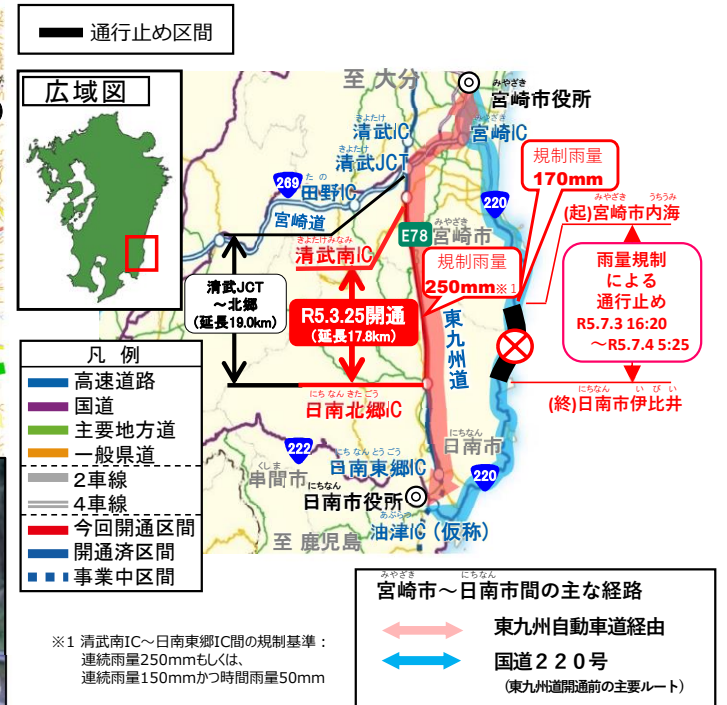 通行止め区間
広域図
至 大分
宮崎市役所
みやざき
清武IC
きよたけ
宮崎IC
みやざき
清武JCT
きよたけ
269
田野IC
たの
宮崎道
規制雨量
170mm
220
(起)宮崎市内海
みやざき
うちうみ
E78
宮崎市
みやざき
清武南IC
きよたけみなみ
規制雨量
250mm※1
雨量規制
による
通行止め
R5.7.3 16:20
～R5.7.4 5:25
清武JCT
～北郷
(延長19.0km)
R5.3.25開通
(延長17.8km)
東九州道
日南北郷IC
にちなんきたごう
(終)日南市伊比井
にちなん
いびい
222
日南東郷IC
にちなんとうごう
日南市
にちなん
串間市
くしま
220
日南市役所
にちなん
油津IC(仮称)
あぶらつ
至 鹿児島
凡 例
高速道路
国道
主要地方道
一般県道
2車線
4車線
今回開通区間
開通済区間
事業中区間
※1 清武南IC～日南東郷IC間の規制基準：
連続雨量250mmもしくは、
連続雨量150mmかつ時間雨量50mm
宮崎市～日南市間の主な経路
みやざき
にちなん
東九州自動車道経由
国道２２０号
(東九州道開通前の主要ルート)